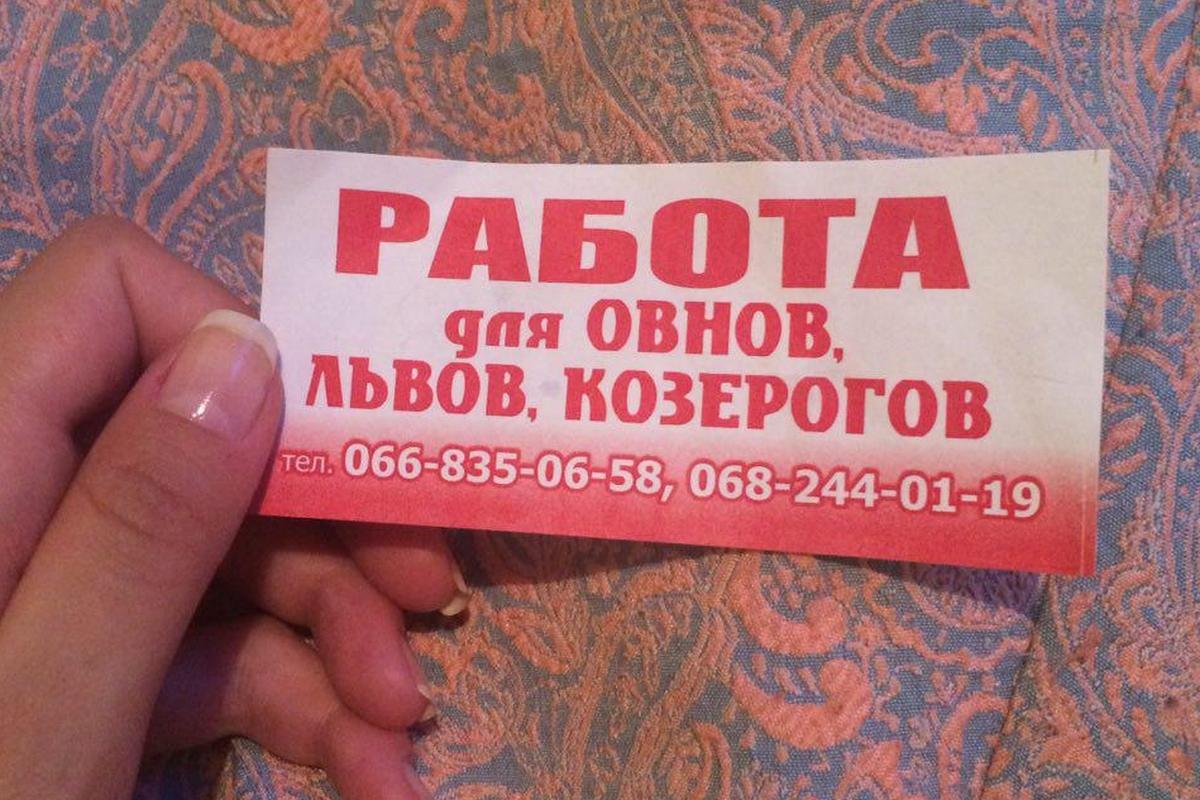 РАБОТА
для ОВНОВ,
ЛЬВОВ, КОЗЕРОГОВ
тел. 066-835-06-58, 068-244-01-19